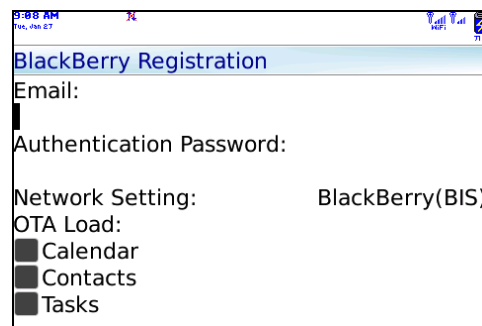 9:08 AM
Tue, Jan 27
WiFi
71
BlackBerry Registration
Email:
Authentication Password:
Network Setting: BlackBerry(BIS)
OTA Load:
Calendar
Contacts
Tasks